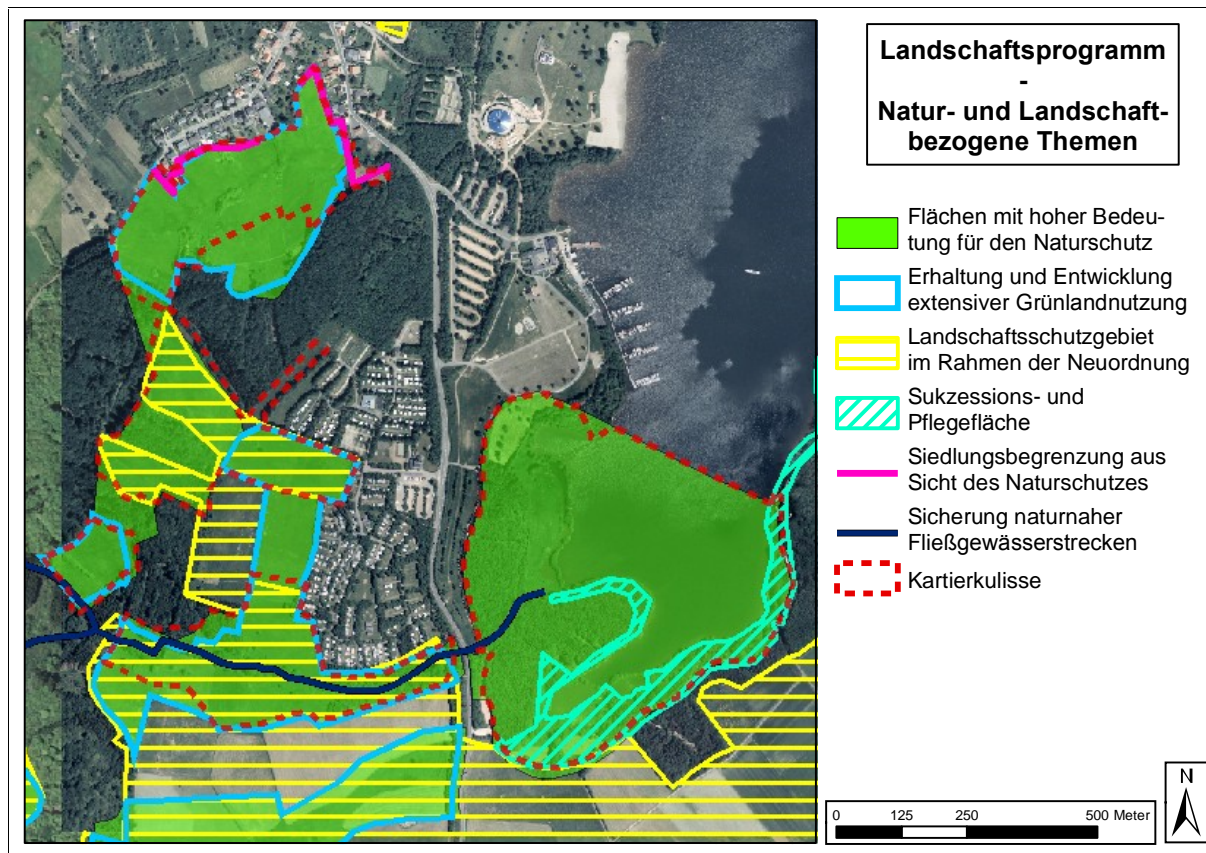 Landschaftsprogramm
-
Natur- und Landschaft-
bezogene Themen
Flächen mit hoher Bedeu-
tung für den Naturschutz
Erhaltung und Entwicklung
extensiver Grünlandnutzung
Landschaftsschutzgebiet
im Rahmen der Neuordnung
Sukzessions- und
Pflegefläche
Siedlungsbegrenzung aus
Sicht des Naturschutzes
Sicherung naturnaher
Fließgewässerstrecken
Kartierkulisse
N
0 125 250 500 Meter